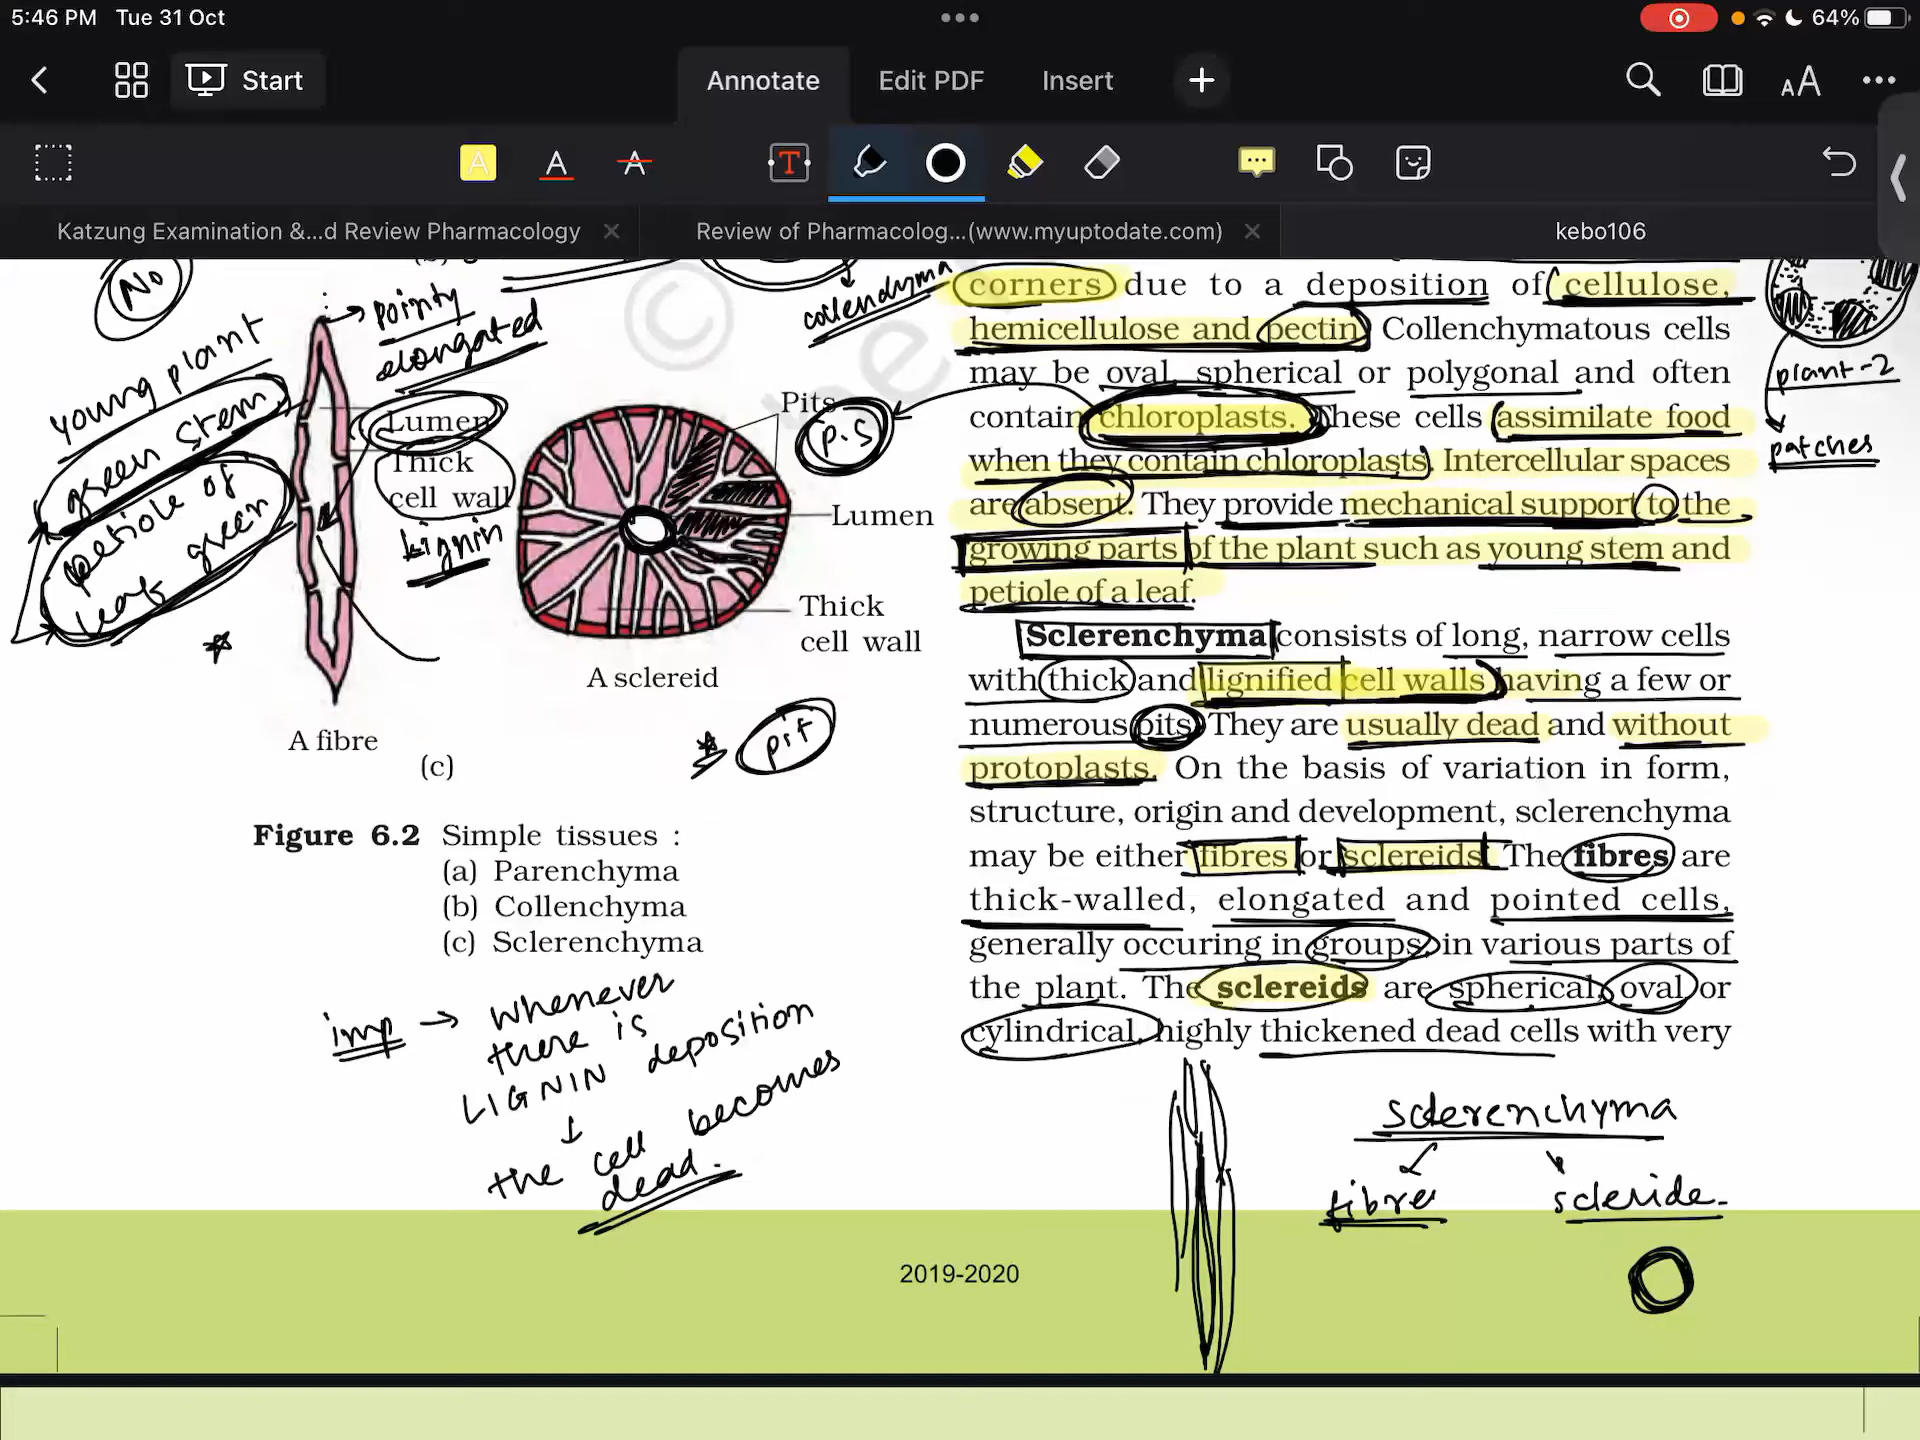 5:46 PM Tue 31 Oct
64%
Start
Annotate
Edit PDF
Insert
AA
A
A
A
T
Katzung Examination &...d Review Pharmacology
Review of Pharmacolog...(www.myuptodate.com)
kebo106
No
pointy
elongated
young plant
green stem
petiole of
leaf green
Lumen
Thick
cell wall
Lignin
A fibre
(c)
collenchyma
Pits
P.S
Lumen
Thick
cell wall
A sclereid
pit
Figure 6.2 Simple tissues :
(a) Parenchyma
(b) Collenchyma
(c) Sclerenchyma
imp → whenever
there is
LIGNIN deposition
↓
the cell becomes
dead.
corners due to a deposition of cellulose,
hemicellulose and pectin. Collenchymatous cells
may be oval, spherical or polygonal and often
contain chloroplasts. These cells assimilate food
when they contain chloroplasts. Intercellular spaces
are absent. They provide mechanical support to the
growing parts of the plant such as young stem and
petiole of a leaf.
Sclerenchyma consists of long, narrow cells
with thick and lignified cell walls having a few or
numerous pits. They are usually dead and without
protoplasts. On the basis of variation in form,
structure, origin and development, sclerenchyma
may be either fibres or sclereids. The fibres are
thick-walled, elongated and pointed cells,
generally occuring in groups, in various parts of
the plant. The sclereids are spherical, oval or
cylindrical, highly thickened dead cells with very
plant-2
patches
sclerenchyma
fibre
scleride
2019-2020